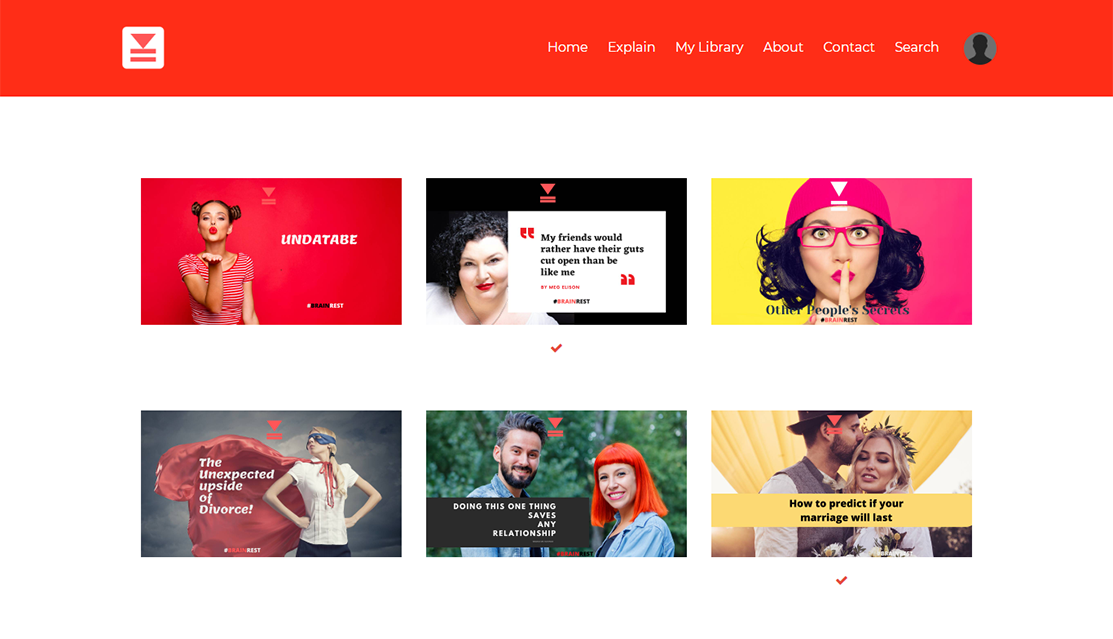 Home Explain My Library About Contact Search
UNDATABE
#BRAINREST
My friends would
rather have their guts
cut open than be
like me
BY MEG ELISON
#BRAINREST
Other People's Secrets
#BRAINREST
The
Unexpected
upside
of
Divorce!
#BRAINREST
DOING THIS ONE THING
SAVES
ANY
RELATIONSHIP
#BRAINREST
How to predict if your
marriage will last
#BRAINREST